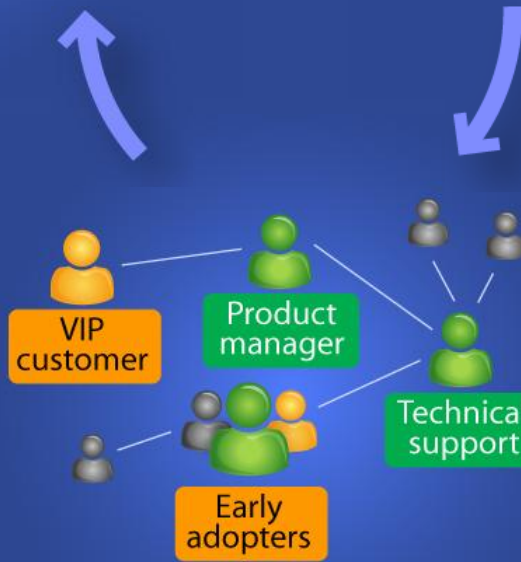 VIP
customer
Product
manager
Technica
support
Early
adopters